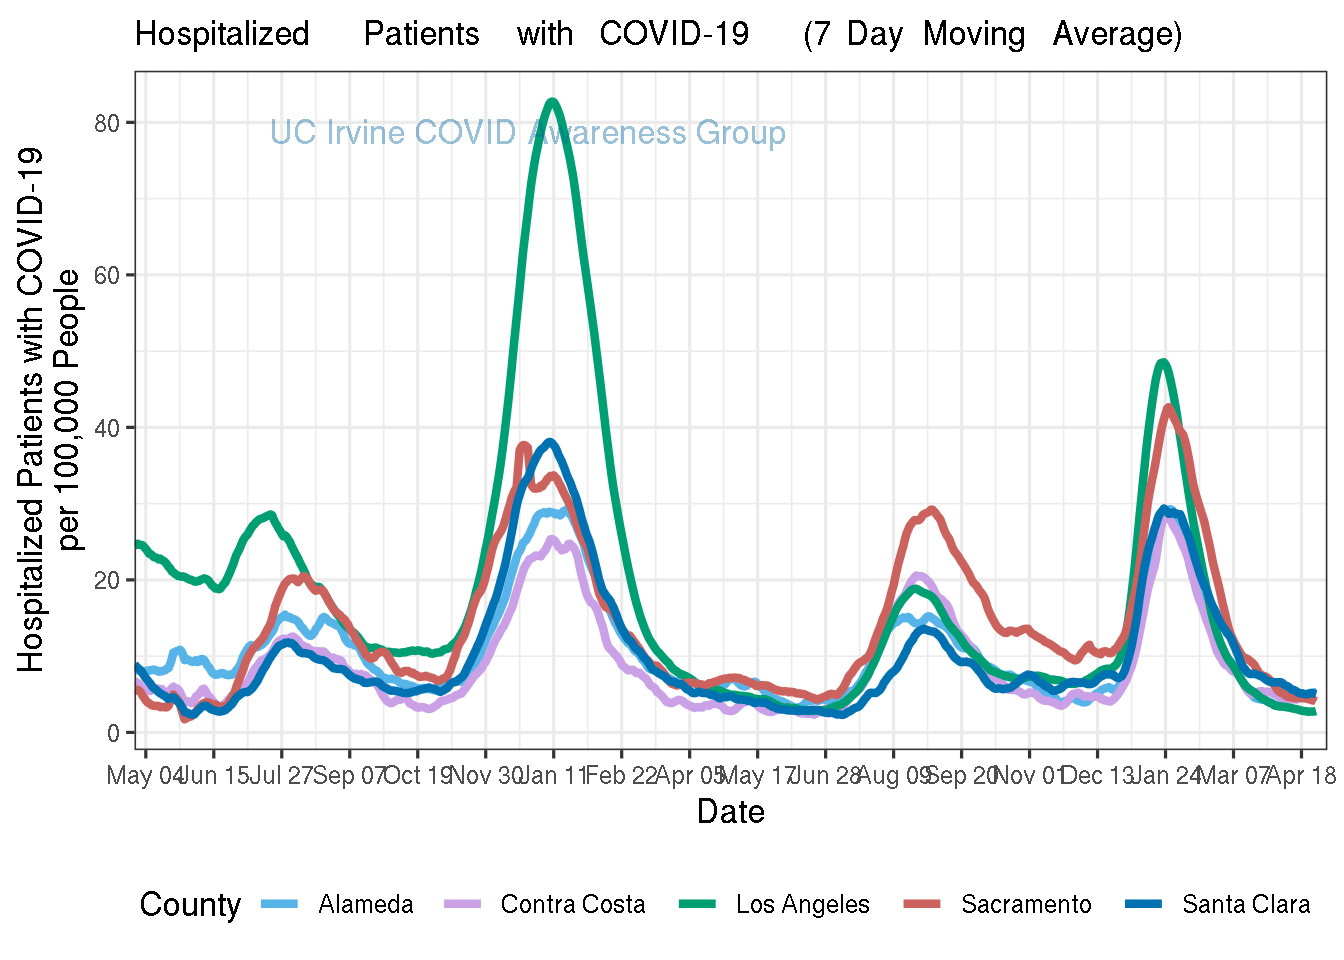 Hospitalized Patients with COVID-19 (7 Day Moving Average)
UC Irvine COVID Awareness Group
Hospitalized Patients with COVID-19
per 100,000 People
80
60
40
20
0
May 04 Jun 15 Jul 27 Sep 07 Oct 19 Nov 30 Jan 11 Feb 22 Apr 05 May 17 Jun 28 Aug 09 Sep 20 Nov 01 Dec 13 Jan 24 Mar 07 Apr 18
Date
County Alameda Contra Costa Los Angeles Sacramento Santa Clara